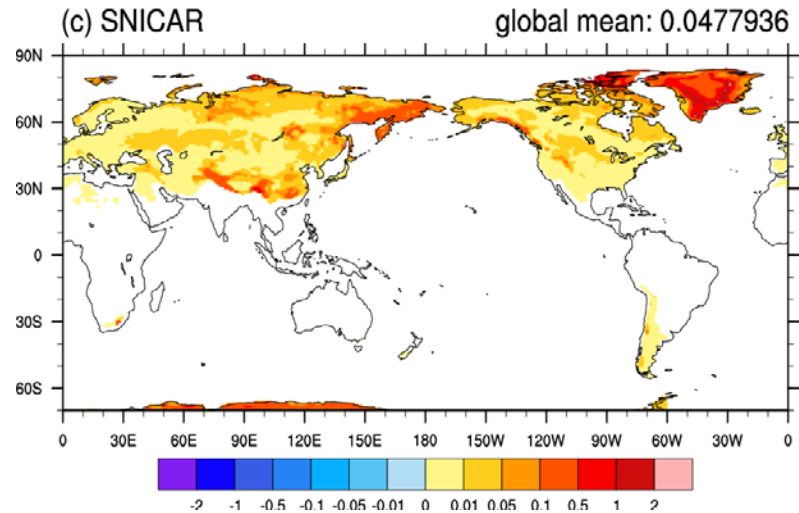 (c) SNICAR global mean: 0.0477936
90N
60N
30N
0
30S
60S
0 30E 60E 90E 120E 150E 180 150W 120W 90W 60W 30W 0
-2 -1 -0.5 -0.1 -0.05 -0.01 0 0.01 0.05 0.1 0.5 1 2